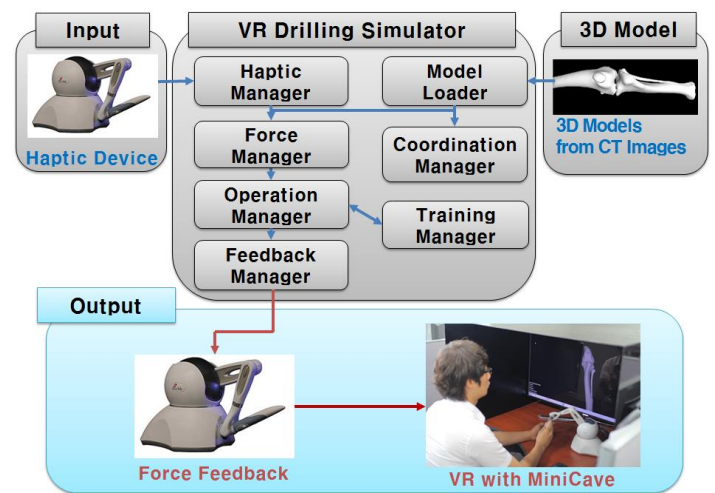 Input
VR Drilling Simulator
3D Model
Haptic
Manager
Model
Loader
Haptic Device
3D Models
from CT Images
Force
Manager
Coordination
Manager
Operation
Manager
Training
Manager
Feedback
Manager
Output
Force Feedback
VR with MiniCave